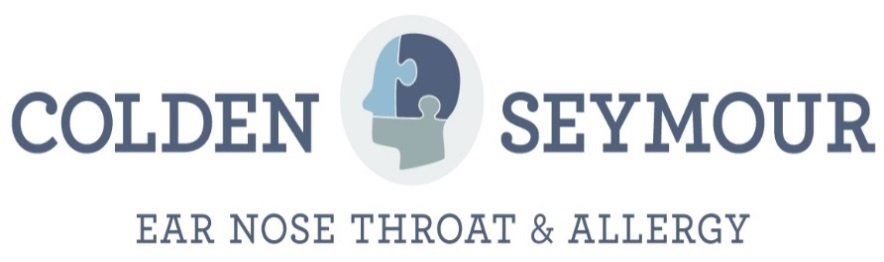 COLDEN SEYMOUR
EAR NOSE THROAT & ALLERGY